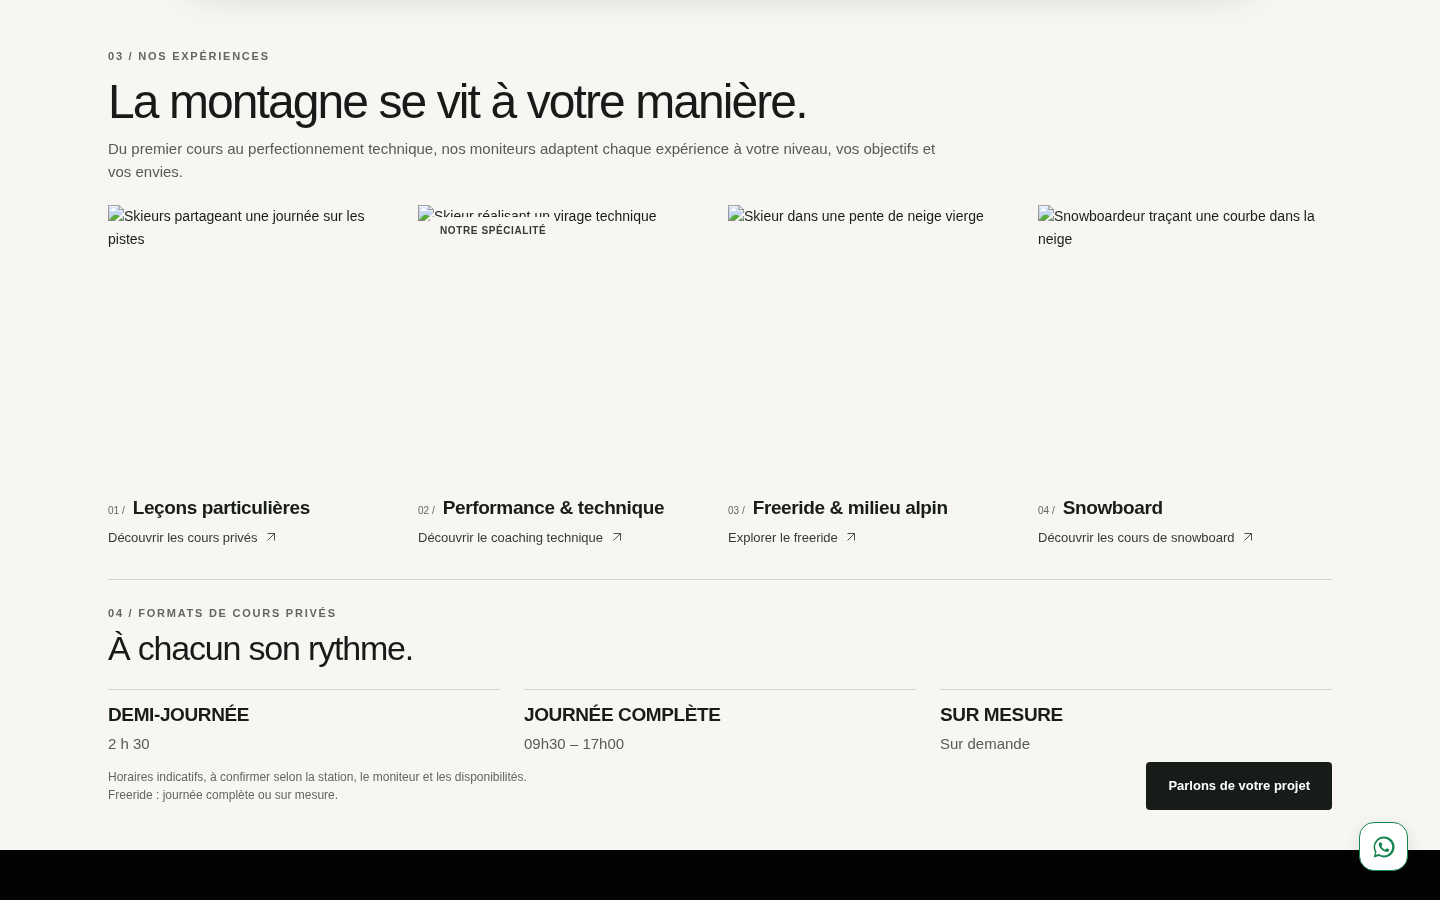 03 / NOS EXPÉRIENCES
La montagne se vit à votre manière.
Du premier cours au perfectionnement technique, nos moniteurs adaptent chaque expérience à votre niveau, vos objectifs et
vos envies.
Skieurs partageant une journée sur les
pistes
Skieur réalisant un virage technique
NOTRE SPÉCIALITÉ
Skieur dans une pente de neige vierge
Snowboardeur traçant une courbe dans la
neige
01 / Leçons particulières
Découvrir les cours privés
02 / Performance & technique
Découvrir le coaching technique
03 / Freeride & milieu alpin
Explorer le freeride
04 / Snowboard
Découvrir les cours de snowboard
04 / FORMATS DE COURS PRIVÉS
À chacun son rythme.
DEMI-JOURNÉE
2 h 30
JOURNÉE COMPLÈTE
09h30 – 17h00
SUR MESURE
Sur demande
Horaires indicatifs, à confirmer selon la station, le moniteur et les disponibilités.
Freeride : journée complète ou sur mesure.
Parlons de votre projet